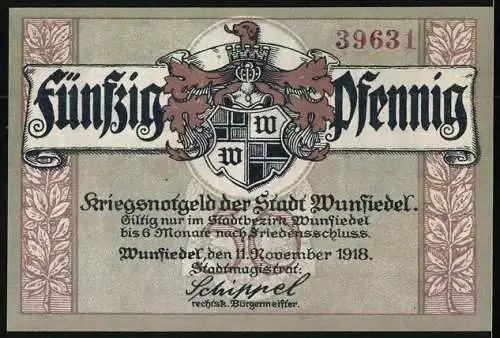 39631
Fünfzig Pfennig
W
W
Kriegsnotgeld der Stadt Wunsiedel.
Gültig nur im Stadtbezirk Wunsiedel
bis 6 Monate nach Friedensschluss.
Wunsiedel, den 11. November 1918.
Stadtmagistrat:
Schippel
rechtsk. Bürgermeister.